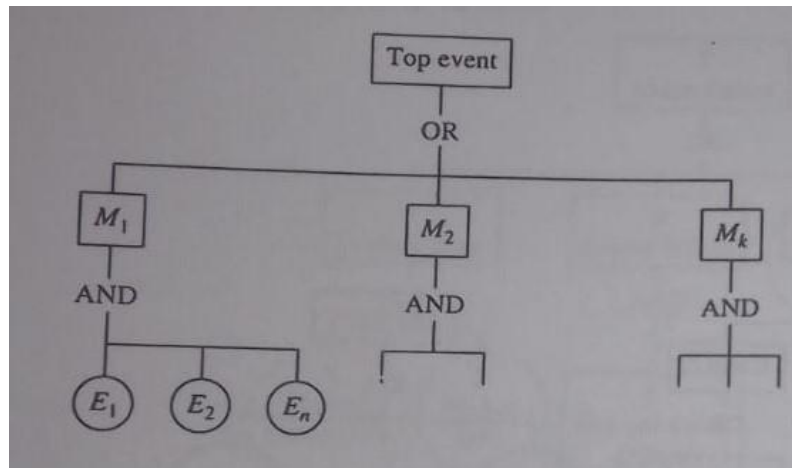 Top event
OR
M₁ M₂ Mₖ
AND AND AND
E₁ E₂ Eₙ